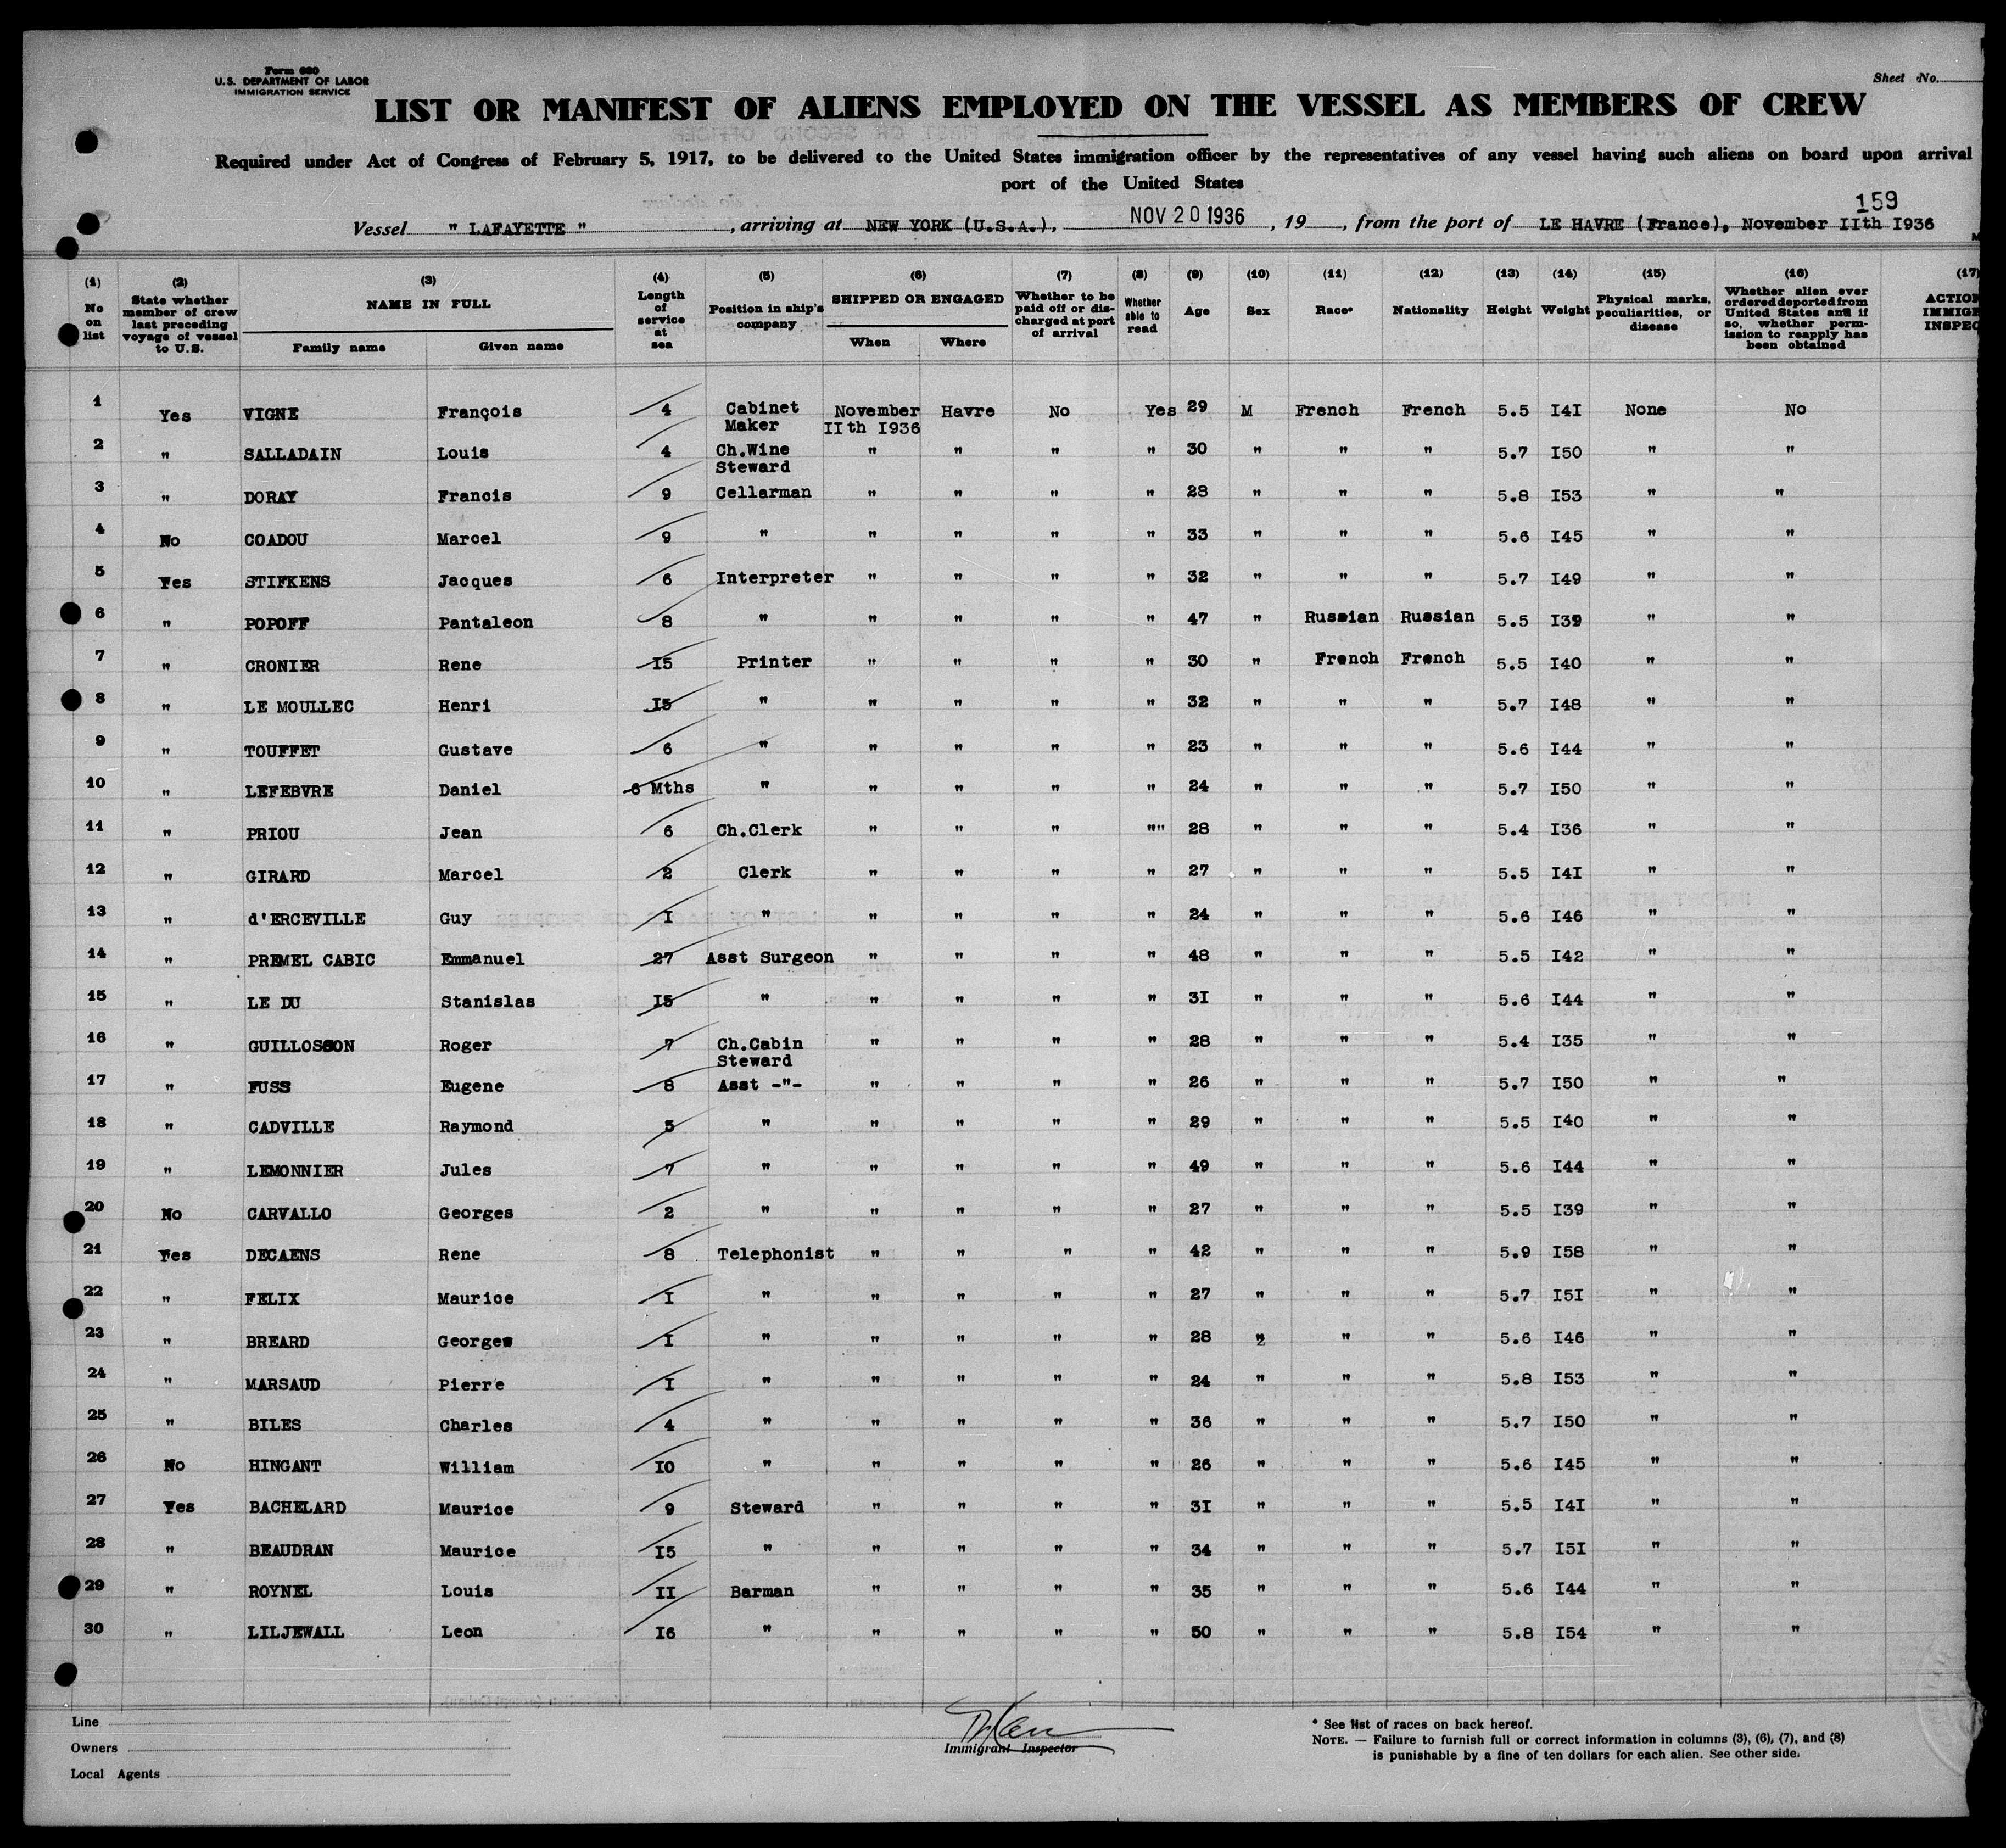 Form 680
U.S. DEPARTMENT OF LABOR
IMMIGRATION SERVICE
Sheet No.
LIST OR MANIFEST OF ALIENS EMPLOYED ON THE VESSEL AS MEMBERS OF CREW
Required under Act of Congress of February 5, 1917, to be delivered to the United States immigration officer by the representatives of any vessel having such aliens on board upon arrival
port of the United States
159
Vessel " LAFAYETTE " , arriving at NEW YORK (U.S.A.), NOV 20 1936 , 19 , from the port of LE HAVRE (France), November IIth I936
(1) (2) (3) (4) (5) (6) (7) (8) (9) (10) (11) (12) (13) (14) (15) (16) (17)
No on list State whether member of crew last preceding voyage of vessel to U.S. NAME IN FULL Family name Given name Length of service at sea Position in ship's company SHIPPED OR ENGAGED When Where Whether to be paid off or discharged at port of arrival Whether able to read Age Sex Race* Nationality Height Weight Physical marks, peculiarities, or disease Whether alien ever ordered deported from United States and if so, whether permission to reapply has been obtained
1 Yes VIGNE François 4 Cabinet Maker November IIth I936 Havre No Yes 29 M French French 5.5 I4I None No
2 " SALLADAIN Louis 4 Ch.Wine Steward " " " " 30 " " " 5.7 I50 " "
3 " DORAY Francis 9 Cellarman " " " " 28 " " " 5.8 I53 " "
4 No COADOU Marcel 9 " " " " " 33 " " " 5.6 I45 " "
5 Yes STIFKENS Jacques 6 Interpreter " " " " 32 " " " 5.7 I49 " "
6 " POPOFF Pantaleon 8 " " " " " 47 " Russian Russian 5.5 I39 " "
7 " CRONIER Rene I5 Printer " " " " 30 " French French 5.5 I40 " "
8 " LE MOULLEC Henri I5 " " " " " 32 " " " 5.7 I48 " "
9 " TOUFFET Gustave 6 " " " " " 23 " " " 5.6 I44 " "
10 " LEFEBVRE Daniel 6 Mths " " " " " 24 " " " 5.7 I50 " "
11 " PRIOU Jean 6 Ch.Clerk " " " "" 28 " " " 5.4 I36 " "
12 " GIRARD Marcel 2 Clerk " " " " 27 " " " 5.5 I4I " "
13 " d'ERCEVILLE Guy I " " " " " 24 " " " 5.6 I46 " "
14 " PREMEL CABIC Emmanuel 27 Asst Surgeon " " " " 48 " " " 5.5 I42 " "
15 " LE DU Stanislas I5 " " " " " 3I " " " 5.6 I44 " "
16 " GUILLOSSON Roger 7 Ch.Cabin Steward " " " " 28 " " " 5.4 I35 " "
17 " FUSS Eugene 8 Asst -"- " " " " 26 " " " 5.7 I50 " "
18 " CADVILLE Raymond 5 " " " " " 29 " " " 5.5 I40 " "
19 " LEMONNIER Jules 7 " " " " " 49 " " " 5.6 I44 " "
20 No CARVALLO Georges 2 " " " " " 27 " " " 5.5 I39 " "
21 Yes DECAENS Rene 8 Telephonist " " " " 42 " " " 5.9 I58 " "
22 " FELIX Maurice I " " " " " 27 " " " 5.7 I5I " "
23 " BREARD Georges I " " " " " 28 " " " 5.6 I46 " "
24 " MARSAUD Pierre I " " " " " 24 " " " 5.8 I53 " "
25 " BILES Charles 4 " " " " " 36 " " " 5.7 I50 " "
26 No HINGANT William IO " " " " " 26 " " " 5.6 I45 " "
27 Yes BACHELARD Maurice 9 Steward " " " " 3I " " " 5.5 I4I " "
28 " BEAUDRAN Maurice I5 " " " " " 34 " " " 5.7 I5I " "
29 " ROYNEL Louis II Barman " " " " 35 " " " 5.6 I44 " "
30 " LILJEWALL Leon I6 " " " " " 50 " " " 5.8 I54 " "
Line
Owners
Local Agents
Immigrant Inspector
* See list of races on back hereof.
NOTE. — Failure to furnish full or correct information in columns (3), (6), (7), and (8)
is punishable by a fine of ten dollars for each alien. See other side.